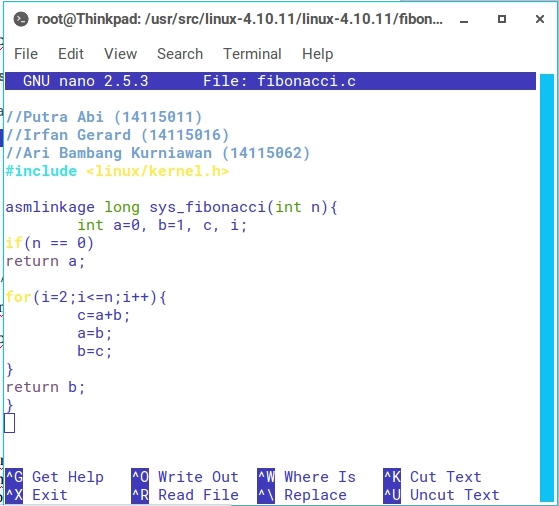 root@Thinkpad: /usr/src/linux-4.10.11/linux-4.10.11/fibon...
File Edit View Search Terminal Help
GNU nano 2.5.3 File: fibonacci.c
//Putra Abi (14115011)
//Irfan Gerard (14115016)
//Ari Bambang Kurniawan (14115062)
#include <linux/kernel.h>
asmlinkage long sys_fibonacci(int n){
int a=0, b=1, c, i;
if(n == 0)
return a;
for(i=2;i<=n;i++){
c=a+b;
a=b;
b=c;
}
return b;
}
^G Get Help ^O Write Out ^W Where Is ^K Cut Text
^X Exit ^R Read File ^\ Replace ^U Uncut Text